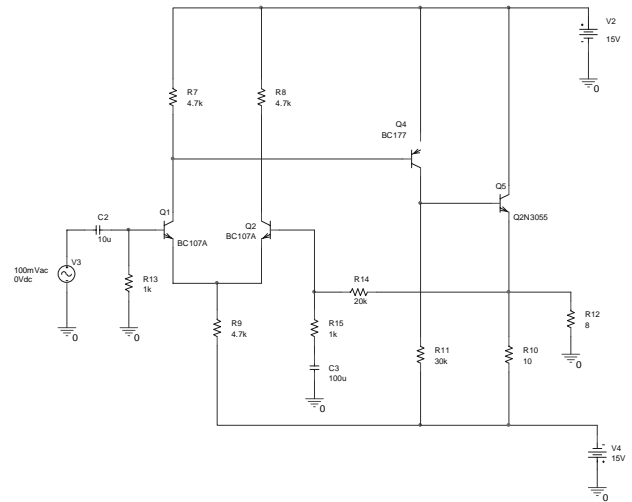 V2
15V
0
R7
4.7k
R8
4.7k
Q4
BC177
Q5
Q2N3055
Q1
BC107A
Q2
BC107A
C2
10u
V3
100mVac
0Vdc
0
R13
1k
0
R14
20k
R12
8
0
R9
4.7k
R15
1k
C3
100u
0
R11
30k
R10
10
V4
15V
0